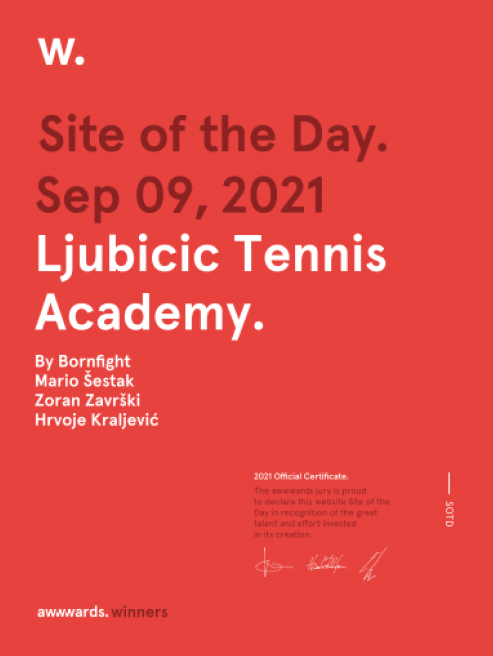 w.
Site of the Day.
Sep 09, 2021
Ljubicic Tennis
Academy.
By Bornfight
Mario Šestak
Zoran Završki
Hrvoje Kraljević
2021 Official Certificate.
The awwwards jury is proud
to declare this website Site of the
Day in recognition of the great
talent and effort invested
in its creation.
SOTD
awwwards.winners